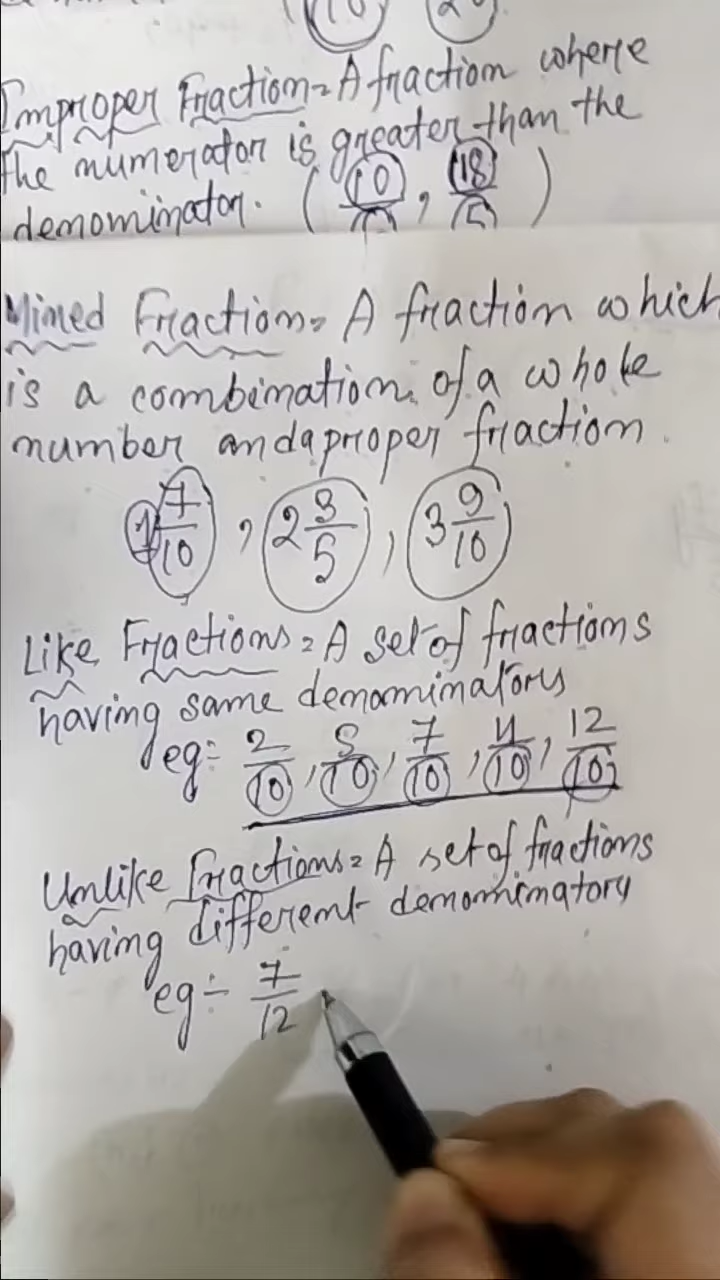 Improper Fraction = A fraction where
the numerator is greater than the
denominator. ( 10/ , 18/15 )
Mixed Fraction = A fraction which
is a combination of a whole
number and a proper fraction.
1 7/10 , 2 3/5 , 3 9/10
Like Fractions = A set of fractions
having same denominators
eg:- 2/10 , 5/10 , 7/10 , 4/10 , 12/10
Unlike Fractions = A set of fractions
having different denominators
eg:- 7/12